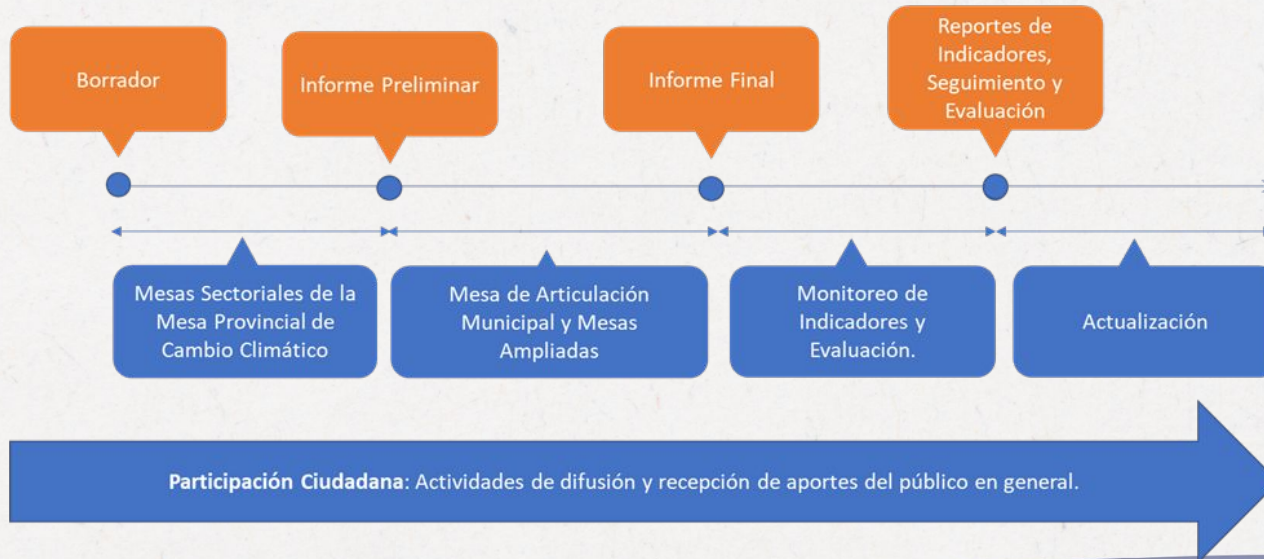 Borrador
Informe Preliminar
Informe Final
Reportes de
Indicadores,
Seguimiento y
Evaluación
Mesas Sectoriales de la
Mesa Provincial de
Cambio Climático
Mesa de Articulación
Municipal y Mesas
Ampliadas
Monitoreo de
Indicadores y
Evaluación.
Actualización
Participación Ciudadana: Actividades de difusión y recepción de aportes del público en general.